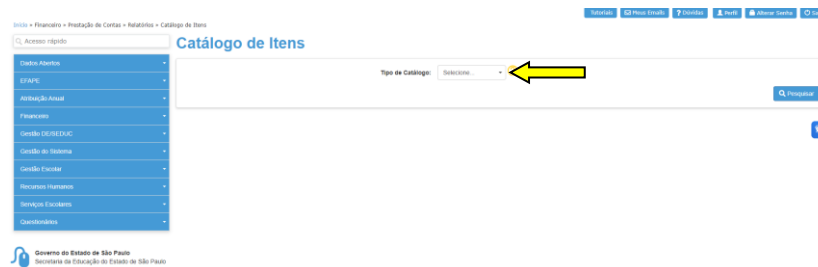 Tutoriais Meus Emails Dúvidas Perfil Alterar Senha
Início » Financeiro » Prestação de Contas » Relatórios » Catálogo de Itens
Acesso rápido
Catálogo de Itens
Dados Abertos
Tipo de Catálogo: Selecione...
EFAPE
Atribuição Anual
Pesquisar
Financeiro
Gestão DE/SEDUC
Gestão do Sistema
Gestão Escolar
Recursos Humanos
Serviços Escolares
Questionários
Governo do Estado de São Paulo
Secretaria da Educação do Estado de São Paulo